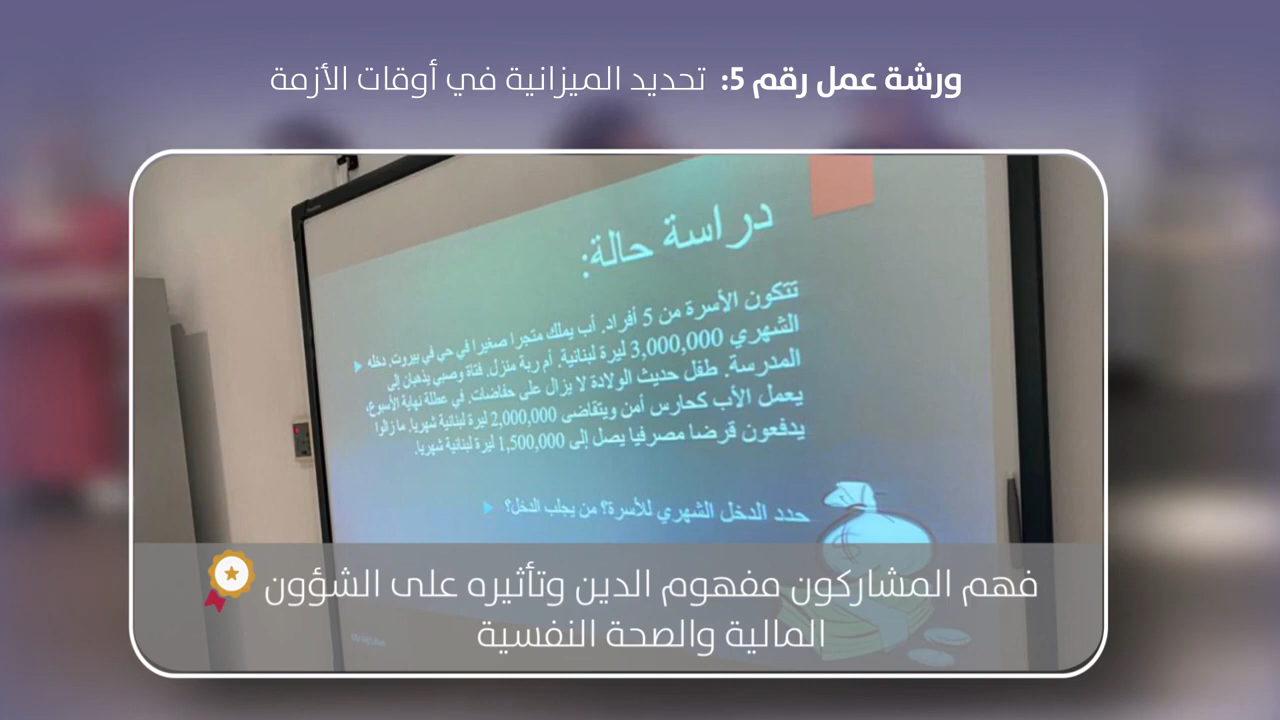 ورشة عمل رقم 5: تحديد الميزانية في أوقات الأزمة
دراسة حالة:
تتكون الأسرة من 5 أفراد. أب يملك متجرا صغيرا في حي في بيروت. دخله
الشهري 3,000,000 ليرة لبنانية. أم ربة منزل. فتاة وصبي يذهبان إلى
المدرسة. طفل حديث الولادة لا يزال على حفاضات. في عطلة نهاية الأسبوع،
يعمل الأب كحارس أمن ويتقاضى 2,000,000 ليرة لبنانية شهريا. ما زالوا
يدفعون قرضا مصرفيا يصل إلى 1,500,000 ليرة لبنانية شهريا.
حدد الدخل الشهري للأسرة؟ من يجلب الدخل؟
فهم المشاركون مفهوم الدين وتأثيره على الشؤون
المالية والصحة النفسية